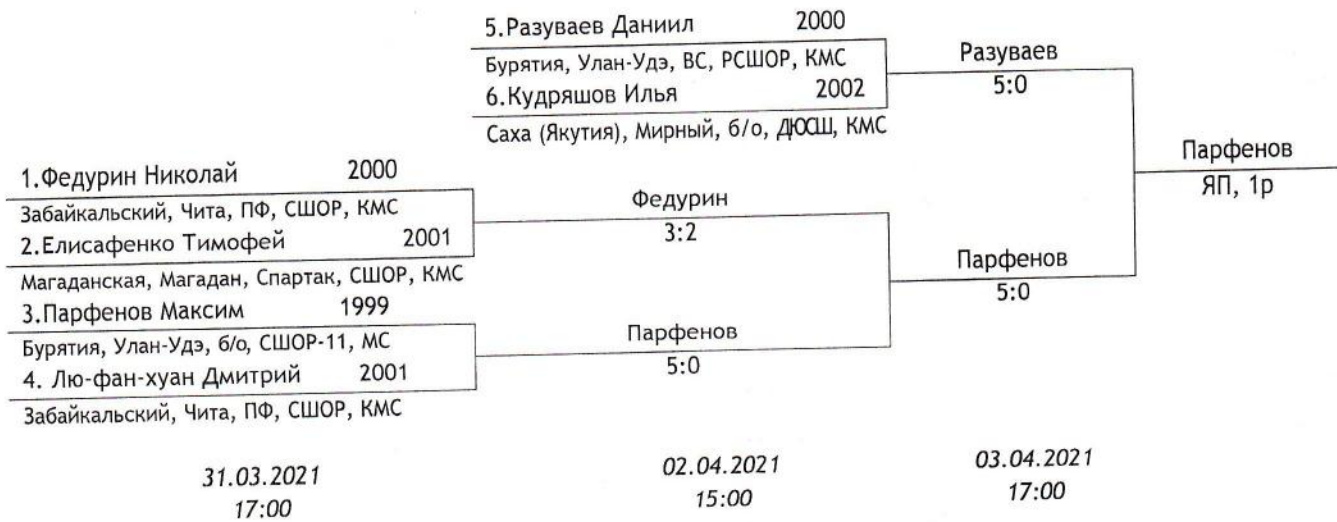 5.Разуваев Даниил 2000
Бурятия, Улан-Удэ, ВС, РСШОР, КМС
6.Кудряшов Илья 2002
Саха (Якутия), Мирный, б/о, ДЮСШ, КМС
Разуваев
5:0
1.Федурин Николай 2000
Забайкальский, Чита, ПФ, СШОР, КМС
2.Елисафенко Тимофей 2001
Магаданская, Магадан, Спартак, СШОР, КМС
3.Парфенов Максим 1999
Бурятия, Улан-Удэ, б/о, СШОР-11, МС
4. Лю-фан-хуан Дмитрий 2001
Забайкальский, Чита, ПФ, СШОР, КМС
Федурин
3:2
Парфенов
5:0
Парфенов
5:0
Парфенов
ЯП, 1р
31.03.2021
17:00
02.04.2021
15:00
03.04.2021
17:00